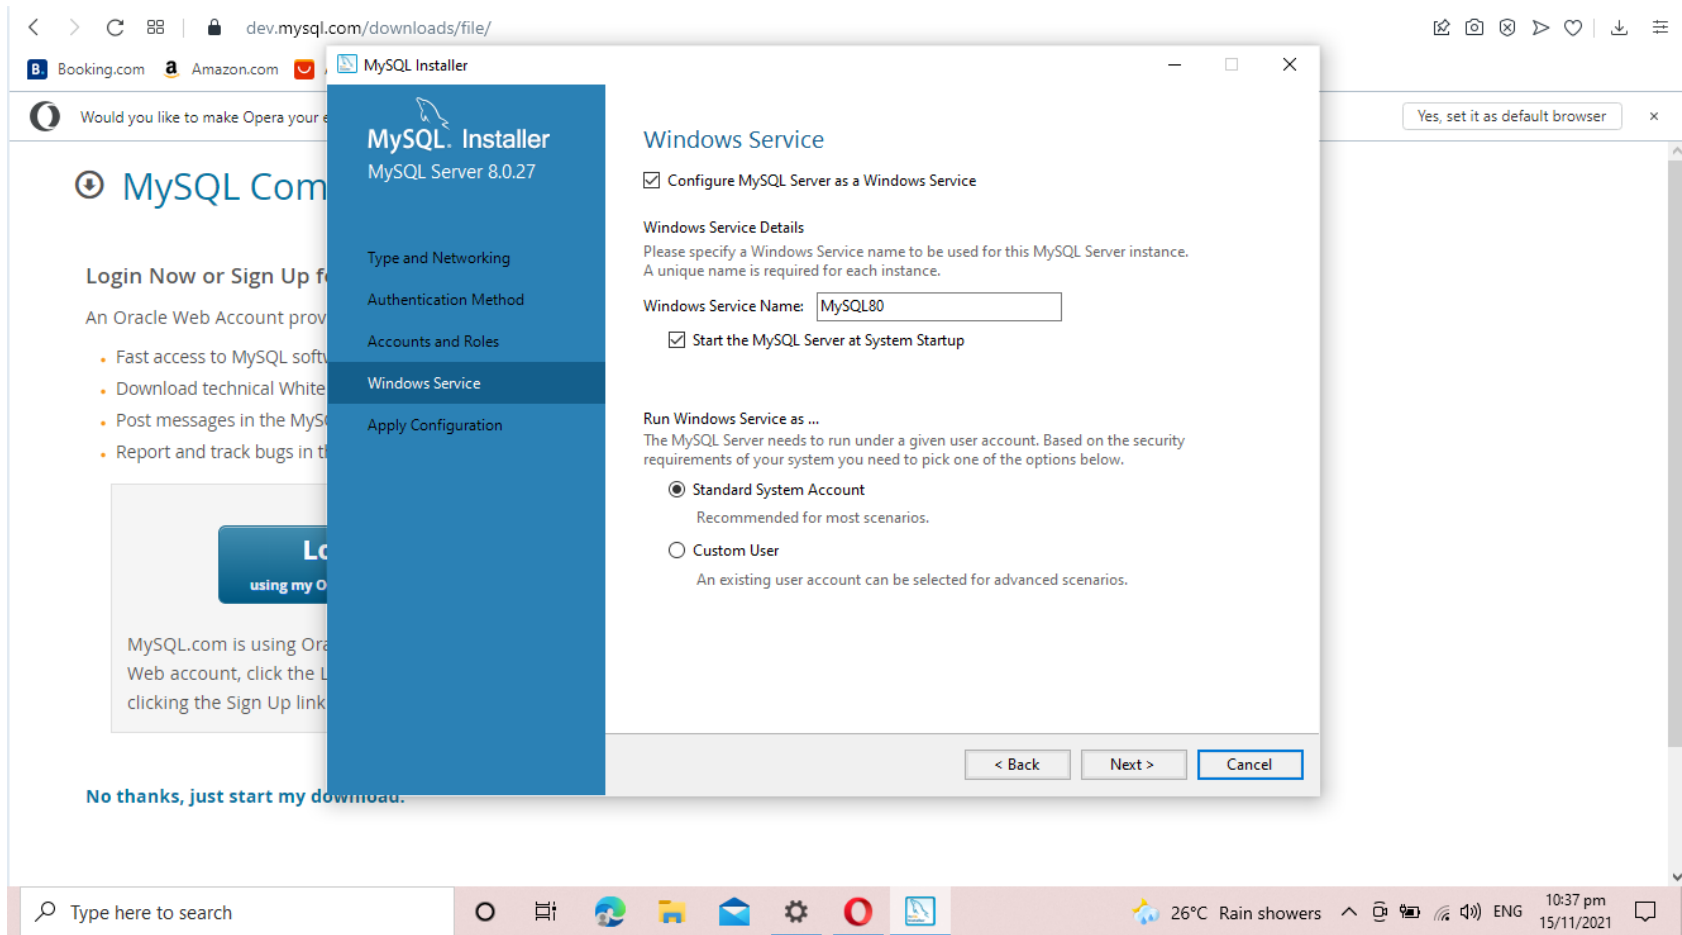 dev.mysql.com/downloads/file/
B. Booking.com a Amazon.com
MySQL Installer
Would you like to make Opera your
Yes, set it as default browser
MySQL Com
Login Now or Sign Up f
An Oracle Web Account prov
Fast access to MySQL soft
Download technical White
Post messages in the MyS
Report and track bugs in t
Lo
using my O
MySQL.com is using Ora
Web account, click the L
clicking the Sign Up link
No thanks, just start my download.
MySQL. Installer
MySQL Server 8.0.27
Type and Networking
Authentication Method
Accounts and Roles
Windows Service
Apply Configuration
Windows Service
Configure MySQL Server as a Windows Service
Windows Service Details
Please specify a Windows Service name to be used for this MySQL Server instance.
A unique name is required for each instance.
Windows Service Name: MySQL80
Start the MySQL Server at System Startup
Run Windows Service as ...
The MySQL Server needs to run under a given user account. Based on the security
requirements of your system you need to pick one of the options below.
Standard System Account
Recommended for most scenarios.
Custom User
An existing user account can be selected for advanced scenarios.
< Back Next > Cancel
Type here to search
26°C Rain showers ENG
10:37 pm
15/11/2021